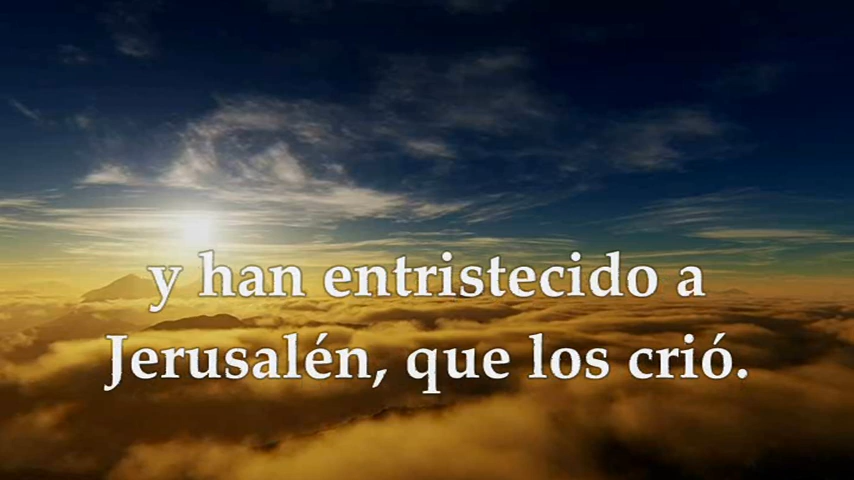 y han entristecido a
Jerusalén, que los crió.